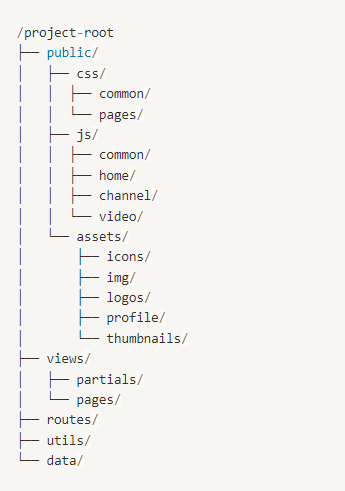 /project-root
├── public/
│   ├── css/
│   │   ├── common/
│   │   └── pages/
│   ├── js/
│   │   ├── common/
│   │   ├── home/
│   │   ├── channel/
│   │   └── video/
│   └── assets/
│       ├── icons/
│       ├── img/
│       ├── logos/
│       ├── profile/
│       └── thumbnails/
├── views/
│   ├── partials/
│   └── pages/
├── routes/
├── utils/
└── data/